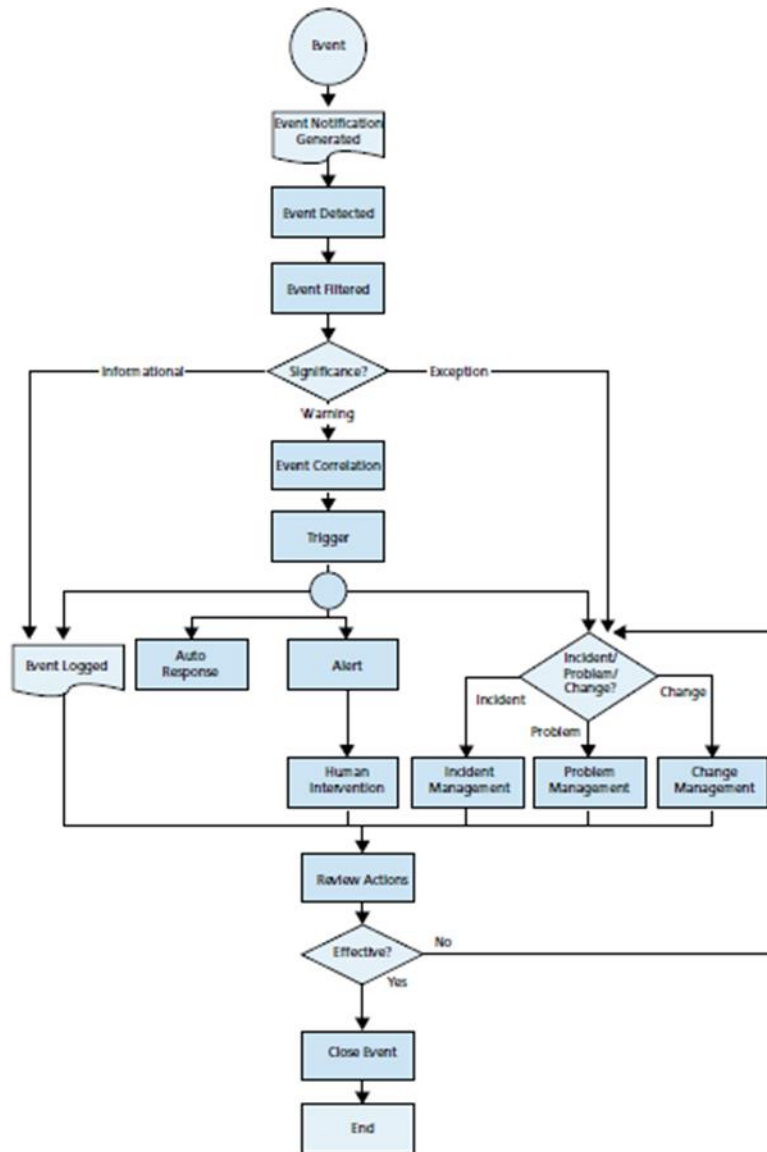 Event
Event Notification
Generated
Event Detected
Event Filtered
Informational
Significance?
Exception
Warning
Event Correlation
Trigger
Event Logged
Auto
Response
Alert
Incident/
Problem/
Change?
Incident
Change
Problem
Human
Intervention
Incident
Management
Problem
Management
Change
Management
Review Actions
Effective?
No
Yes
Close Event
End